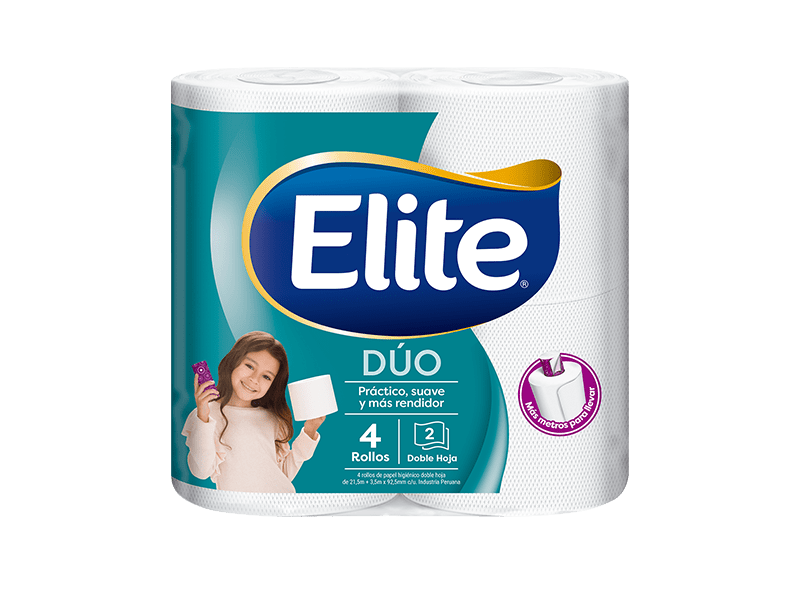 Elite®
DÚO
Práctico, suave
y más rendidor
4
Rollos
2
Doble Hoja
4 rollos de papel higiénico doble hoja
de 21,5m + 3,5m x 92,5mm c/u. Industria Peruana
Más metros para llevar